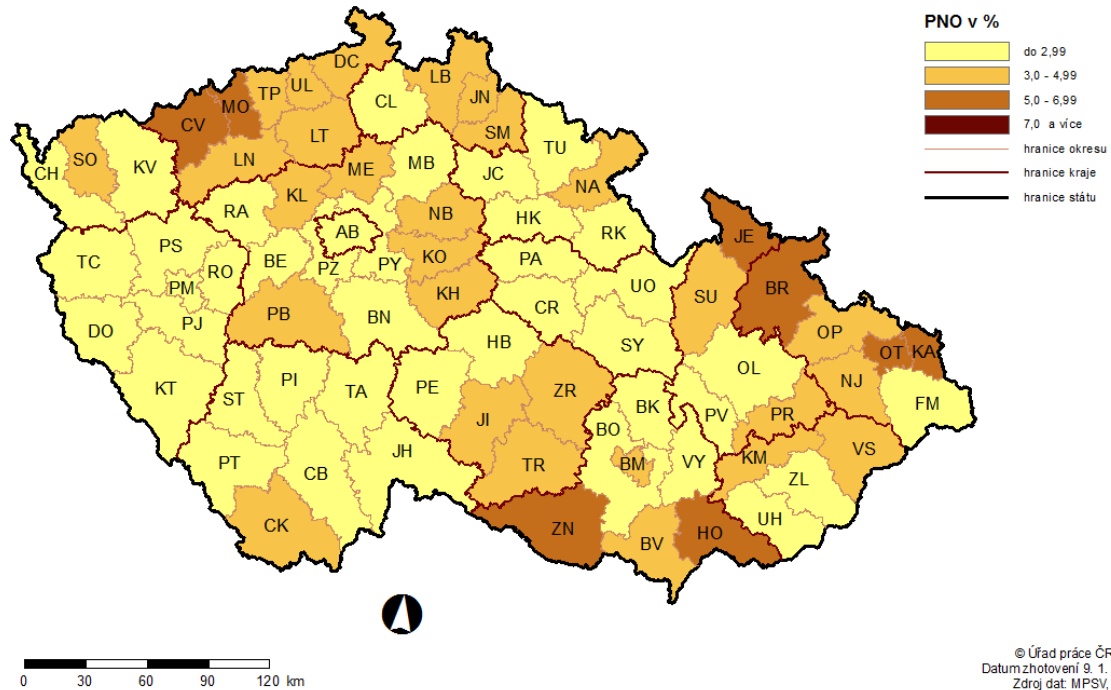 PNO v %
do 2,99
3,0 - 4,99
5,0 - 6,99
7,0 a více
hranice okresu
hranice kraje
hranice státu
DC
LB
UL
TP
MO
JN
CL
CV
LT
SM
TU
LN
ME
MB
JC
SO
KV
CH
NA
KL
RA
NB
HK
AB
RK
JE
PS
KO
PA
TC
RO
BE
PZ
PY
BR
PM
KH
UO
SU
PB
BN
CR
OP
DO
PJ
HB
SY
OT
KA
OL
NJ
KT
PI
TA
PE
ZR
ST
BK
FM
PV
PR
JI
BO
VS
JH
TR
BM
VY
KM
PT
CB
ZL
CK
ZN
UH
HO
BV
0 30 60 90 120 km
© Úřad práce ČR
Datum zhotovení 9. 1.
Zdroj dat: MPSV,